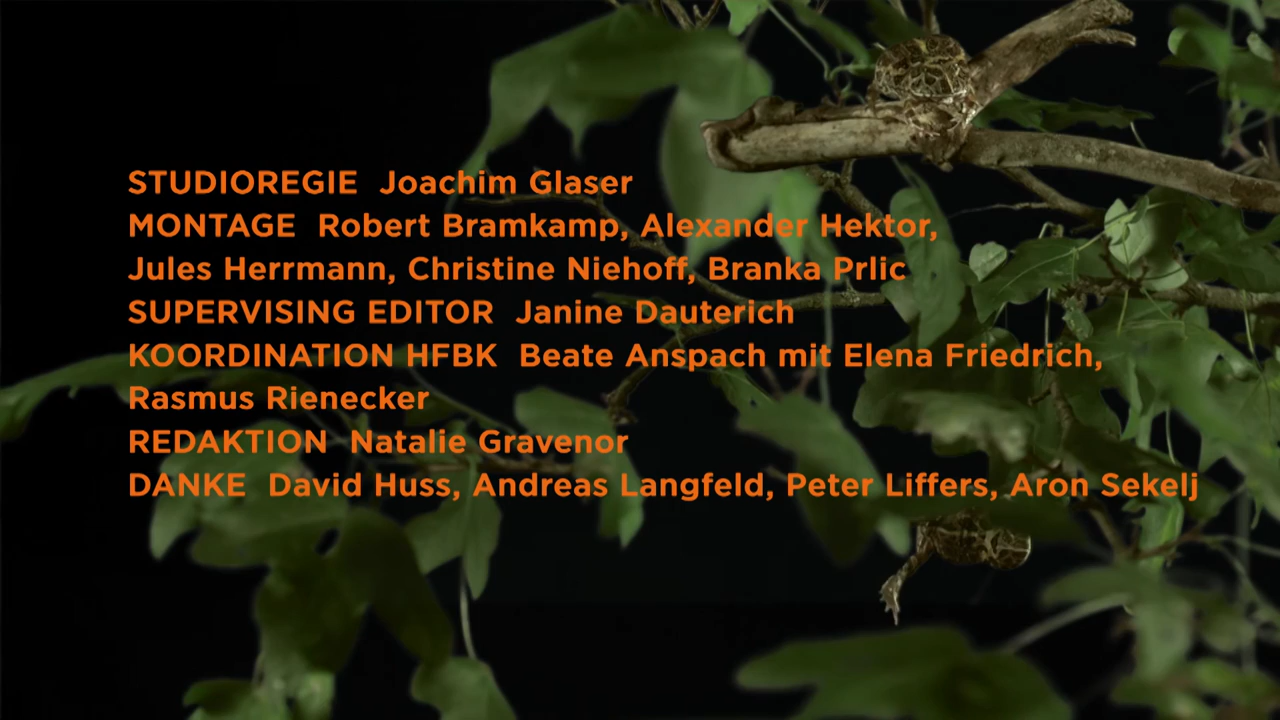 STUDIOREGIE Joachim Glaser
MONTAGE Robert Bramkamp, Alexander Hektor,
Jules Herrmann, Christine Niehoff, Branka Prlic
SUPERVISING EDITOR Janine Dauterich
KOORDINATION HFBK Beate Anspach mit Elena Friedrich,
Rasmus Rienecker
REDAKTION Natalie Gravenor
DANKE David Huss, Andreas Langfeld, Peter Liffers, Aron Sekelj